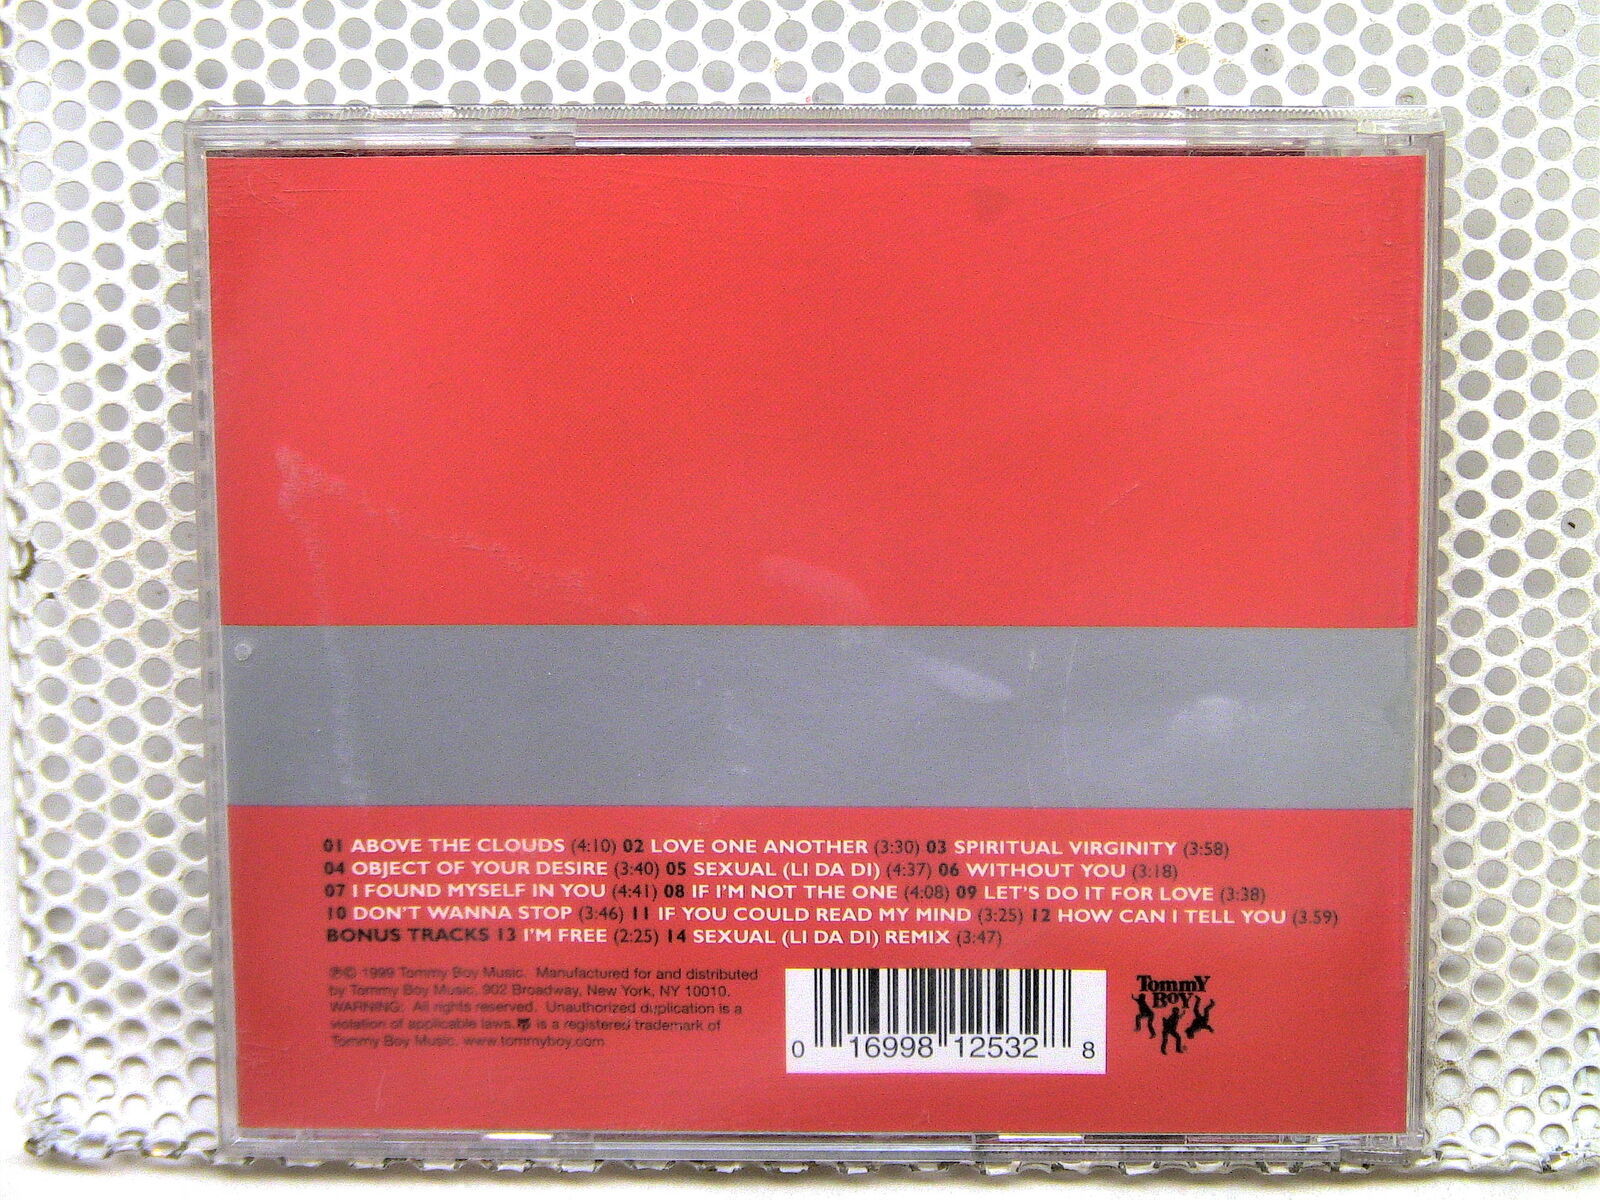 01 ABOVE THE CLOUDS (4:10) 02 LOVE ONE ANOTHER (3:30) 03 SPIRITUAL VIRGINITY (3:58)
04 OBJECT OF YOUR DESIRE (3:40) 05 SEXUAL (LI DA DI) (4:37) 06 WITHOUT YOU (3:18)
07 I FOUND MYSELF IN YOU (4:41) 08 IF I'M NOT THE ONE (4:08) 09 LET'S DO IT FOR LOVE (3:38)
10 DON'T WANNA STOP (3:46) 11 IF YOU COULD READ MY MIND (3:25) 12 HOW CAN I TELL YOU (3.59)
BONUS TRACKS 13 I'M FREE (2:25) 14 SEXUAL (LI DA DI) REMIX (3:47)
℗© 1999 Tommy Boy Music. Manufactured for and distributed
by Tommy Boy Music, 902 Broadway, New York, NY 10010.
WARNING: All rights reserved. Unauthorized duplication is a
violation of applicable laws. is a registered trademark of
Tommy Boy Music. www.tommyboy.com
0 16998 12532 8
Tommy
Boy